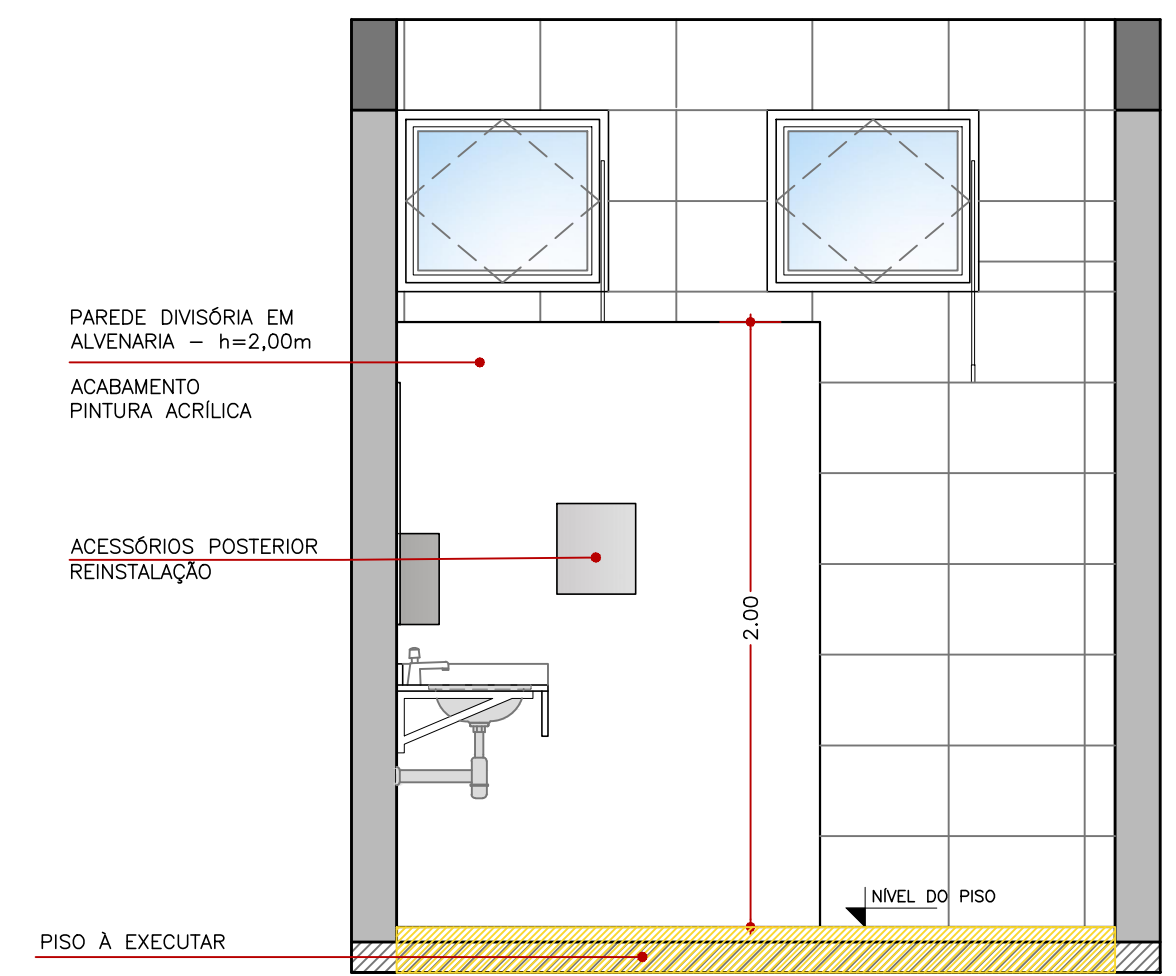 PAREDE DIVISÓRIA EM
ALVENARIA – h=2,00m
ACABAMENTO
PINTURA ACRÍLICA
ACESSÓRIOS POSTERIOR
REINSTALAÇÃO
2.00
NÍVEL DO PISO
PISO À EXECUTAR